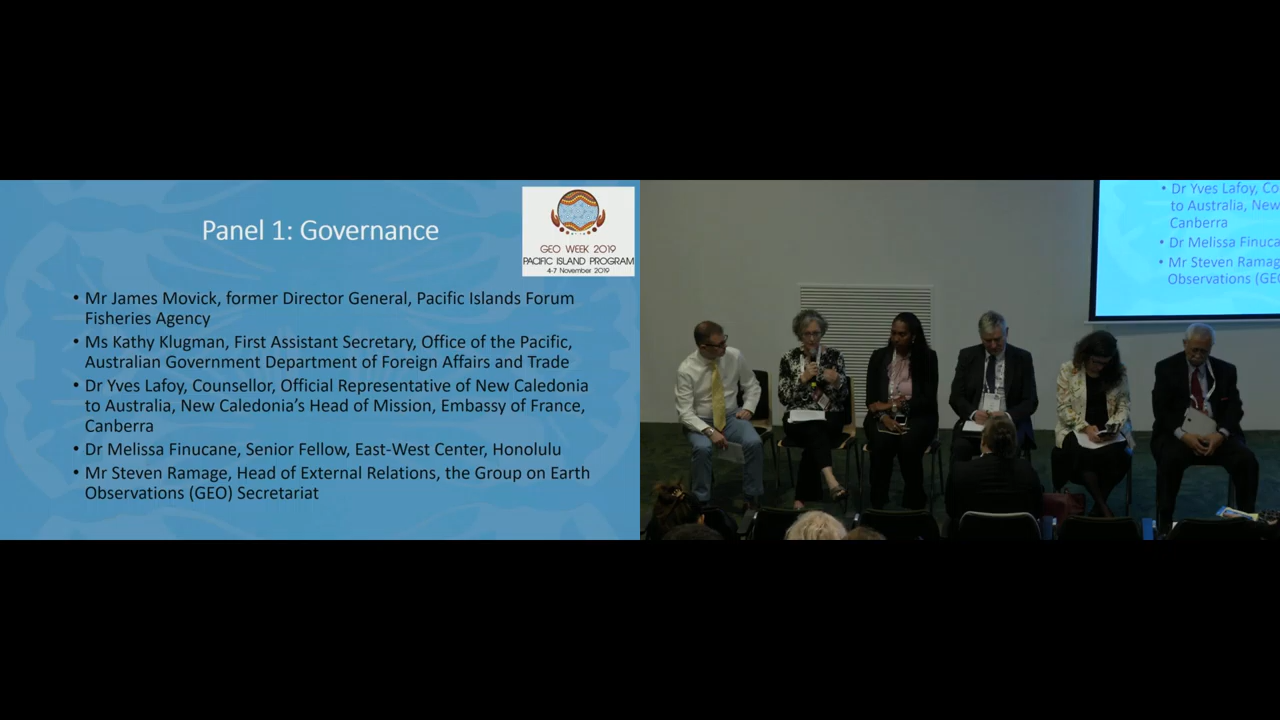 Panel 1: Governance
GEO WEEK 2019
PACIFIC ISLAND PROGRAM
4-7 November 2019
• Mr James Movick, former Director General, Pacific Islands Forum
Fisheries Agency
• Ms Kathy Klugman, First Assistant Secretary, Office of the Pacific,
Australian Government Department of Foreign Affairs and Trade
• Dr Yves Lafoy, Counsellor, Official Representative of New Caledonia
to Australia, New Caledonia’s Head of Mission, Embassy of France,
Canberra
• Dr Melissa Finucane, Senior Fellow, East-West Center, Honolulu
• Mr Steven Ramage, Head of External Relations, the Group on Earth
Observations (GEO) Secretariat
• Dr Yves Lafoy, Co
to Australia, New
Canberra
• Dr Melissa Finuca
• Mr Steven Ramag
Observations (GEO